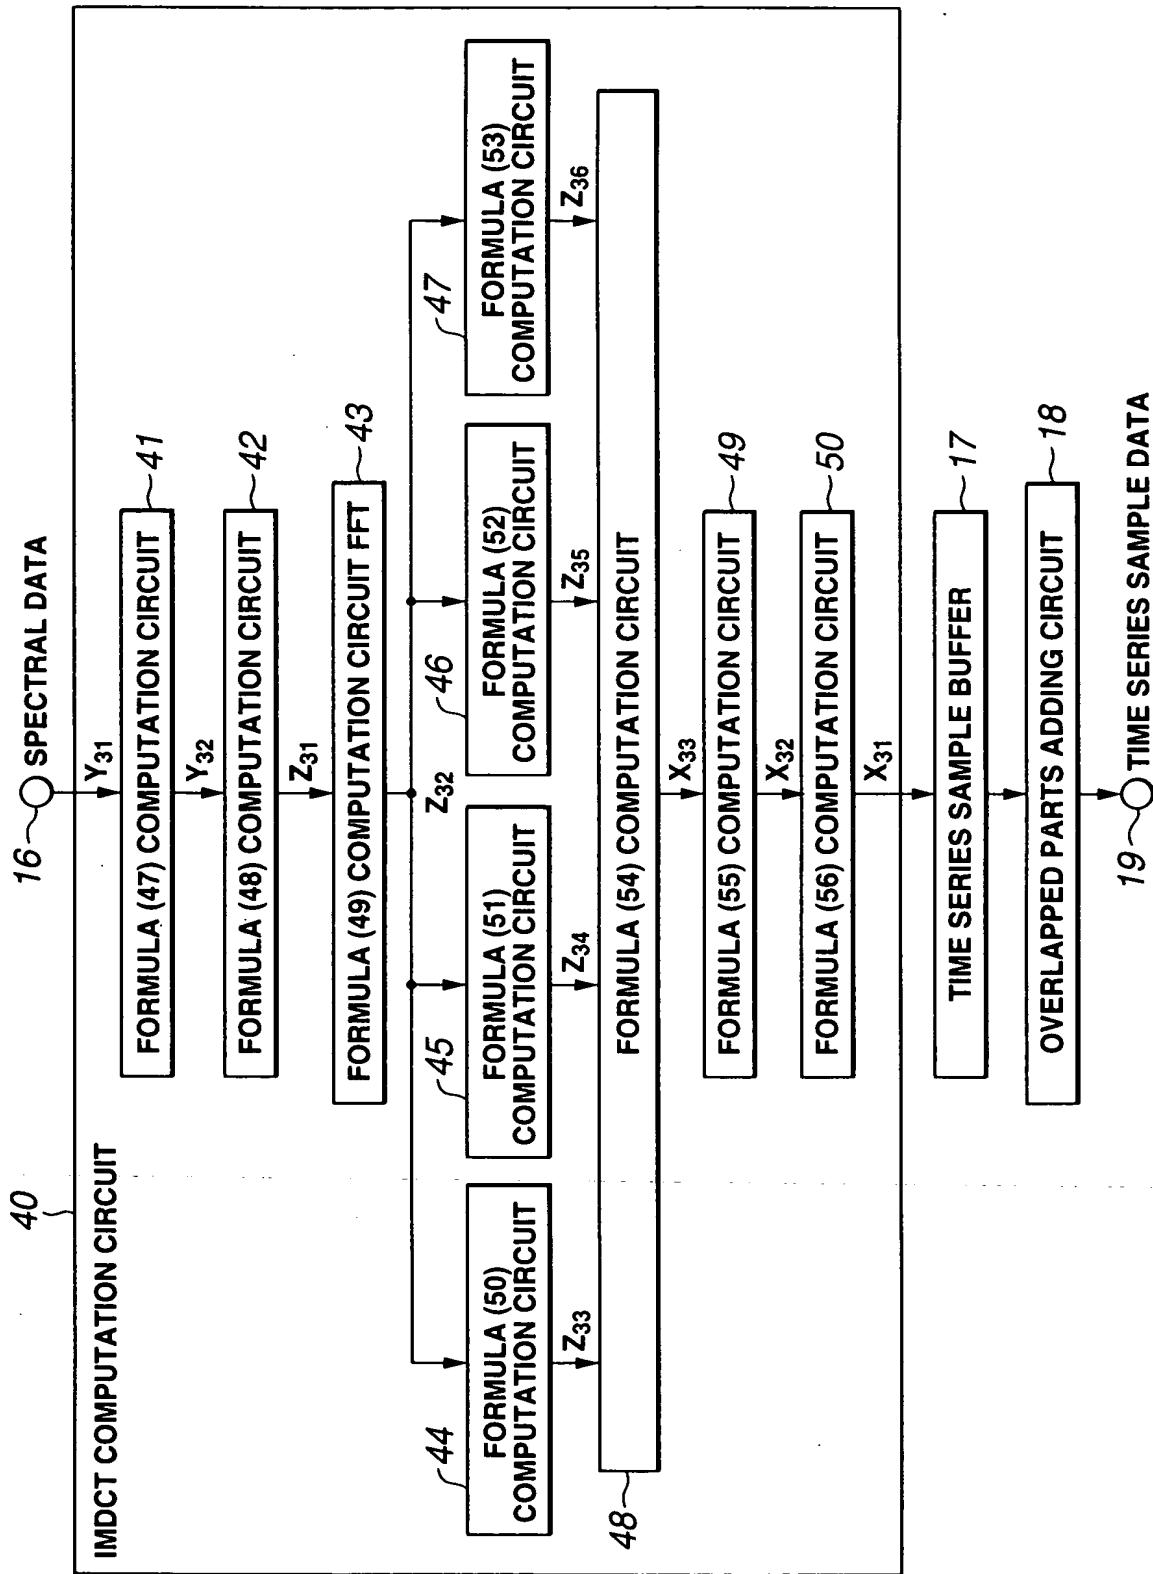 16
SPECTRAL DATA
40
IMDCT COMPUTATION CIRCUIT
Y31
FORMULA (47) COMPUTATION CIRCUIT
41
Y32
FORMULA (48) COMPUTATION CIRCUIT
42
Z31
FORMULA (49) COMPUTATION CIRCUIT FFT
43
Z32
44
FORMULA (50)
COMPUTATION CIRCUIT
45
FORMULA (51)
COMPUTATION CIRCUIT
46
FORMULA (52)
COMPUTATION CIRCUIT
47
FORMULA (53)
COMPUTATION CIRCUIT
Z33
Z34
Z35
Z36
48
FORMULA (54) COMPUTATION CIRCUIT
X33
FORMULA (55) COMPUTATION CIRCUIT
49
X32
FORMULA (56) COMPUTATION CIRCUIT
50
X31
TIME SERIES SAMPLE BUFFER
17
OVERLAPPED PARTS ADDING CIRCUIT
18
19
TIME SERIES SAMPLE DATA